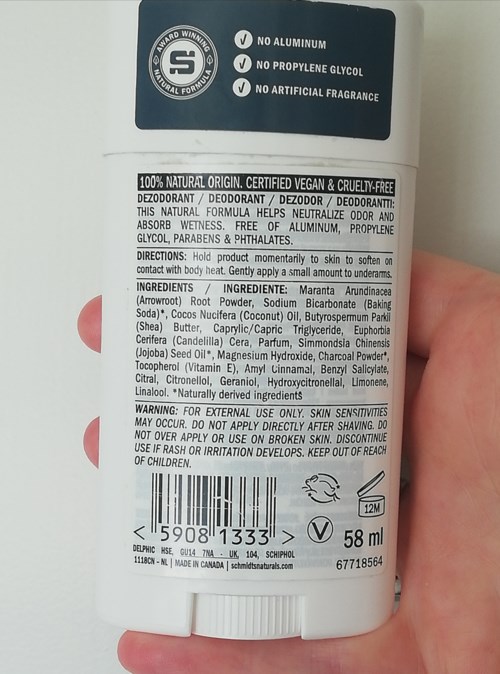 AWARD WINNING
S
NATURAL FORMULA
NO ALUMINUM
NO PROPYLENE GLYCOL
NO ARTIFICIAL FRAGRANCE
100% NATURAL ORIGIN. CERTIFIED VEGAN & CRUELTY-FREE
DEZODORANT / DEODORANT / DEZODOR / DEODORANTTI:
THIS NATURAL FORMULA HELPS NEUTRALIZE ODOR AND
ABSORB WETNESS. FREE OF ALUMINUM, PROPYLENE
GLYCOL, PARABENS & PHTHALATES.
DIRECTIONS: Hold product momentarily to skin to soften on
contact with body heat. Gently apply a small amount to underarms.
INGREDIENTS / INGREDIENTE: Maranta Arundinacea
(Arrowroot) Root Powder, Sodium Bicarbonate (Baking
Soda)*, Cocos Nucifera (Coconut) Oil, Butyrospermum Parkii
(Shea) Butter, Caprylic/Capric Triglyceride, Euphorbia
Cerifera (Candelilla) Cera, Parfum, Simmondsia Chinensis
(Jojoba) Seed Oil*, Magnesium Hydroxide, Charcoal Powder*,
Tocopherol (Vitamin E), Amyl Cinnamal, Benzyl Salicylate,
Citral, Citronellol, Geraniol, Hydroxycitronellal, Limonene,
Linalool. *Naturally derived ingredients
WARNING: FOR EXTERNAL USE ONLY. SKIN SENSITIVITIES
MAY OCCUR. DO NOT APPLY DIRECTLY AFTER SHAVING. DO
NOT OVER APPLY OR USE ON BROKEN SKIN. DISCONTINUE
USE IF RASH OR IRRITATION DEVELOPS. KEEP OUT OF REACH
OF CHILDREN.
12M
< 5908 1333 >
V
58 ml
DELPHIC HSE, GU14 7NA - UK, 104, SCHIPHOL
1118CN - NL | MADE IN CANADA | schmidtsnaturals.com
67718564